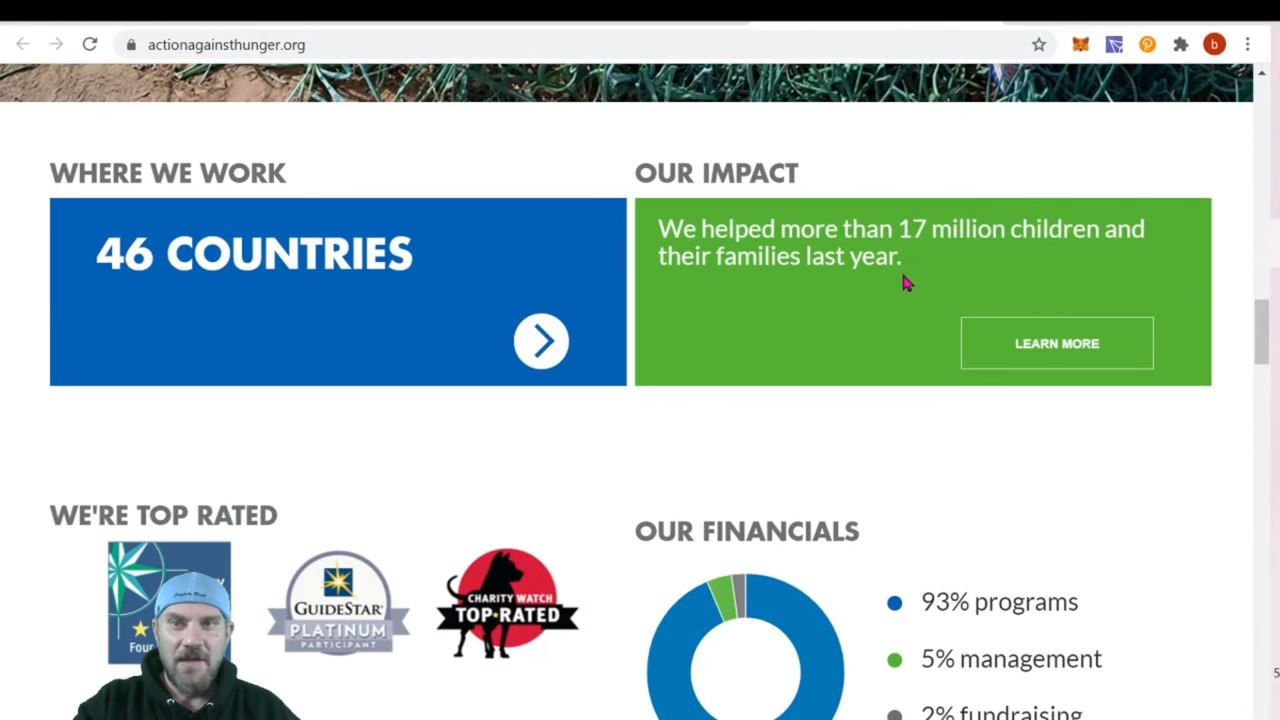 actionagainsthunger.org
b
WHERE WE WORK
46 COUNTRIES
OUR IMPACT
We helped more than 17 million children and
their families last year.
LEARN MORE
WE'RE TOP RATED
GUIDESTAR
PLATINUM
PARTICIPANT
CHARITY WATCH
TOP★RATED
OUR FINANCIALS
93% programs
5% management
2% fundraising
5